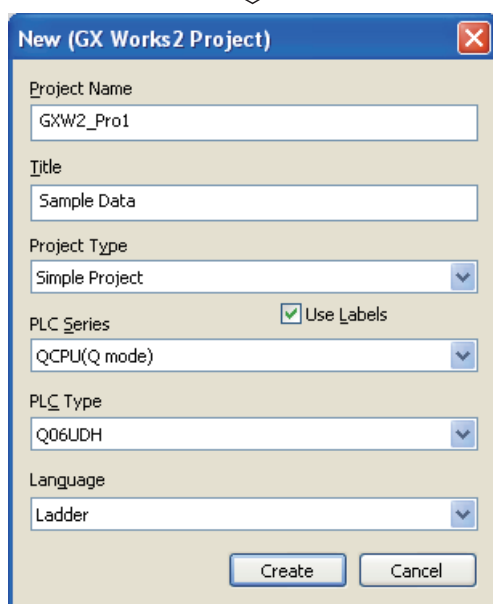 New (GX Works2 Project)
Project Name
GXW2_Pro1
Title
Sample Data
Project Type
Simple Project
Use Labels
PLC Series
QCPU(Q mode)
PLC Type
Q06UDH
Language
Ladder
Create Cancel